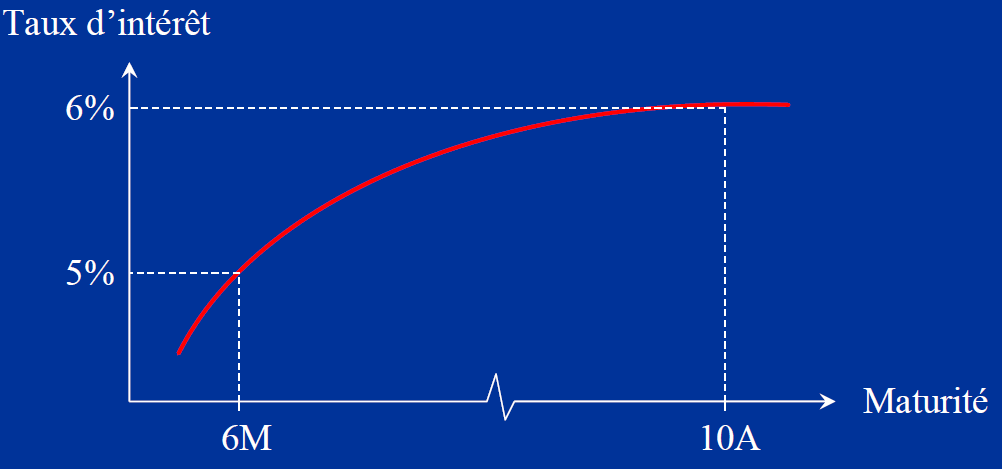 Taux d’intérêt
6%
5%
Maturité
6M
10A